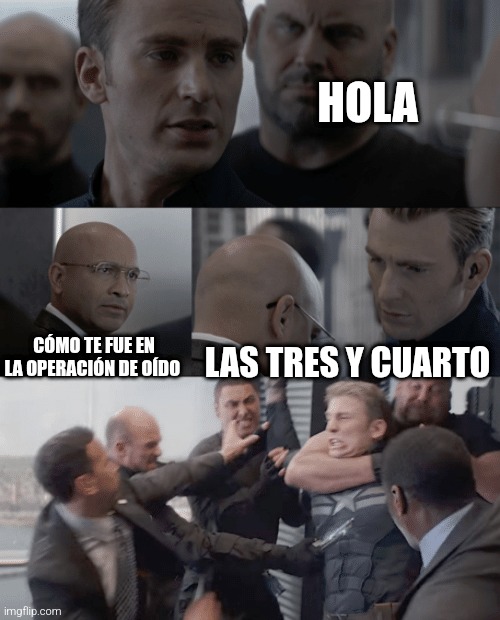 HOLA
CÓMO TE FUE EN
LA OPERACIÓN DE OÍDO
LAS TRES Y CUARTO
imgflip.com